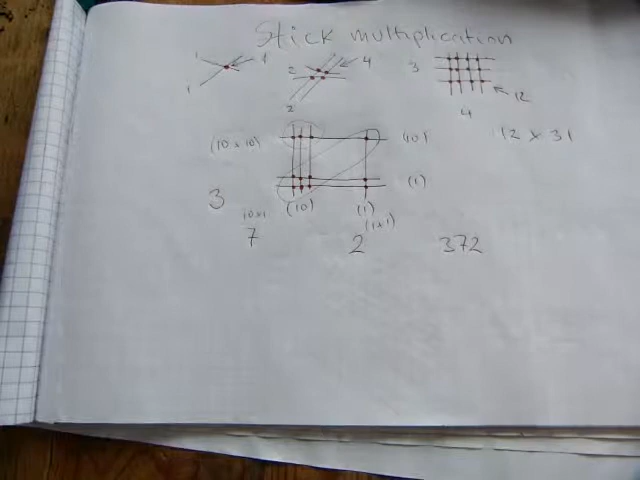 Stick multiplication
1 1 2 4 3
1 2 4 12
12 x 31
(10 x 10) (10)
(1)
3
10x1 (10) (1)
(1x1)
7 2 372